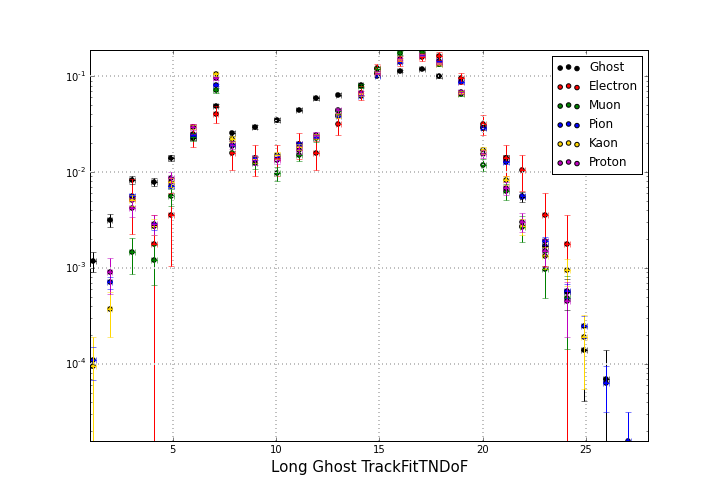 10⁻¹
10⁻²
10⁻³
10⁻⁴
Ghost
Electron
Muon
Pion
Kaon
Proton
5 10 15 20 25
Long Ghost TrackFitTNDoF